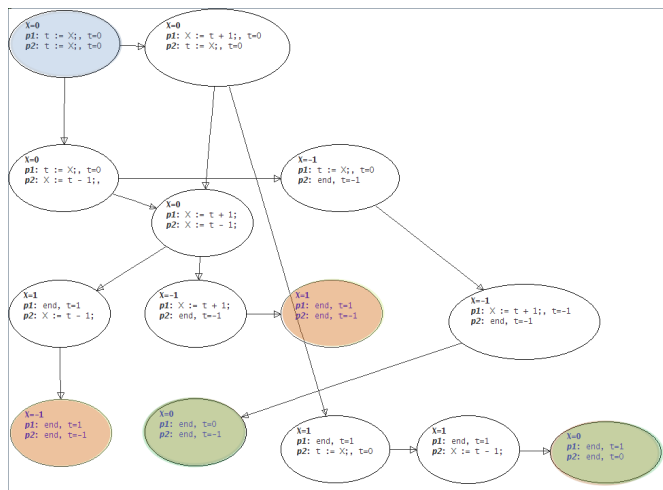 X=0
p1: t := X;, t=0
p2: t := X;, t=0
X=0
p1: X := t + 1;, t=0
p2: t := X;, t=0
X=0
p1: t := X;, t=0
p2: X := t - 1;,
X=-1
p1: t := X;, t=0
p2: end, t=-1
X=0
p1: X := t + 1;
p2: X := t - 1;
X=1
p1: end, t=1
p2: X := t - 1;
X=-1
p1: X := t + 1;
p2: end, t=-1
X=1
p1: end, t=1
p2: end, t=-1
X=-1
p1: X := t + 1;, t=-1
p2: end, t=-1
X=-1
p1: end, t=1
p2: end, t=-1
X=0
p1: end, t=0
p2: end, t=-1
X=1
p1: end, t=1
p2: t := X;, t=0
X=1
p1: end, t=1
p2: X := t - 1;
X=0
p1: end, t=1
p2: end, t=0